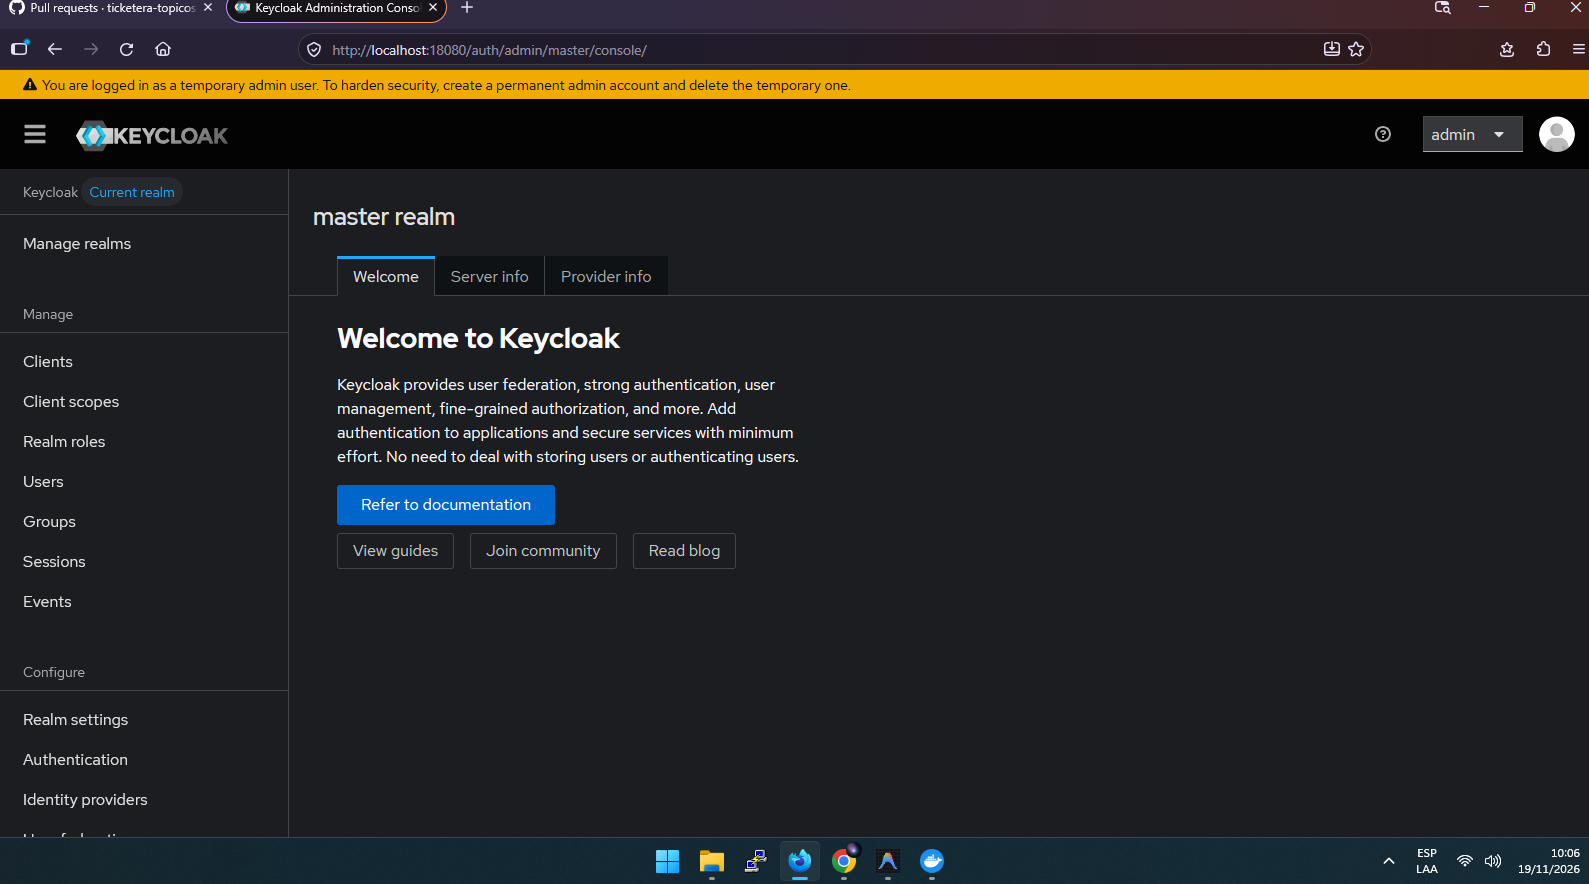 Pull requests · ticketera-topicos
Keycloak Administration Conso
http://localhost:18080/auth/admin/master/console/
You are logged in as a temporary admin user. To harden security, create a permanent admin account and delete the temporary one.
KEYCLOAK
admin
Keycloak Current realm
Manage realms
Manage
Clients
Client scopes
Realm roles
Users
Groups
Sessions
Events
Configure
Realm settings
Authentication
Identity providers
master realm
Welcome
Server info
Provider info
Welcome to Keycloak
Keycloak provides user federation, strong authentication, user
management, fine-grained authorization, and more. Add
authentication to applications and secure services with minimum
effort. No need to deal with storing users or authenticating users.
Refer to documentation
View guides
Join community
Read blog
ESP
LAA
10:06
19/11/2026